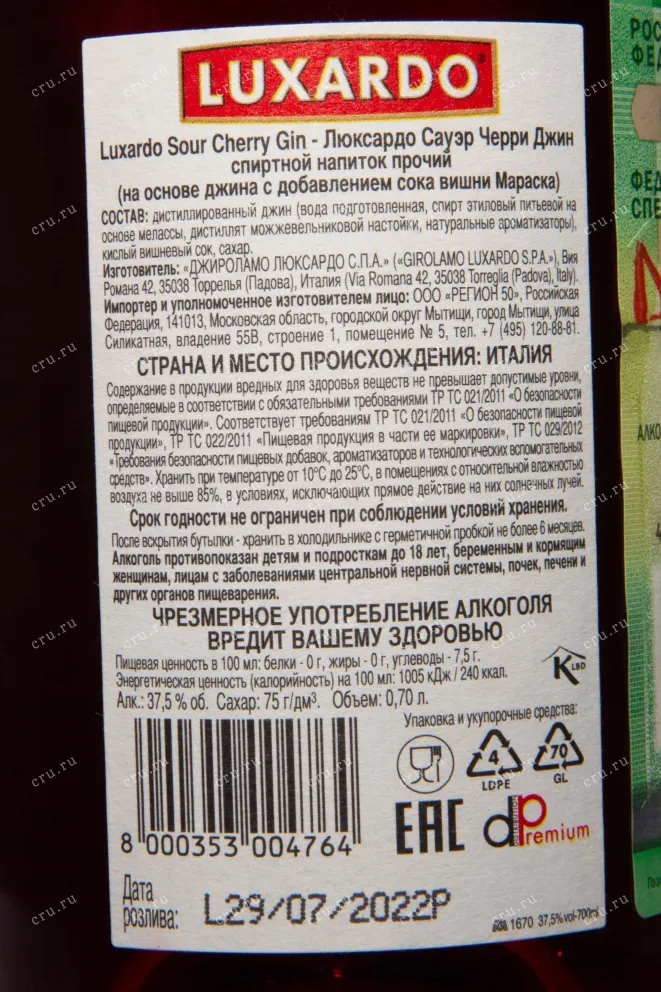 LUXARDO
Luxardo Sour Cherry Gin - Люксардо Сауэр Черри Джин
спиртной напиток прочий
(на основе джина с добавлением сока вишни Мараска)
СОСТАВ: дистиллированный джин (вода подготовленная, спирт этиловый питьевой на
основе мелассы, дистиллят можжевельниковой настойки, натуральные ароматизаторы),
кислый вишневый сок, сахар.
Изготовитель: «ДЖИРОЛАМО ЛЮКСАРДО С.П.А.» («GIROLAMO LUXARDO S.P.A.»), Виа
Романа 42, 35038 Торрелья (Падова), Италия (Via Romana 42, 35038 Torreglia (Padova), Italy).
Импортер и уполномоченное изготовителем лицо: ООО «РЕГИОН 50», Российская
Федерация, 141013, Московская область, городской округ Мытищи, город Мытищи, улица
Силикатная, владение 55В, строение 1, помещение № 5, тел. +7 (495) 120-88-81.
СТРАНА И МЕСТО ПРОИСХОЖДЕНИЯ: ИТАЛИЯ
Содержание в продукции вредных для здоровья веществ не превышает допустимые уровни,
определяемые в соответствии с обязательными требованиями ТР ТС 021/2011 «О безопасности
пищевой продукции». Соответствует требованиям ТР ТС 021/2011 «О безопасности пищевой
продукции», ТР ТС 022/2011 «Пищевая продукция в части ее маркировки», ТР ТС 029/2012
«Требования безопасности пищевых добавок, ароматизаторов и технологических вспомогательных
средств». Хранить при температуре от 10°С до 25°С, в помещениях с относительной влажностью
воздуха не выше 85%, в условиях, исключающих прямое действие на них солнечных лучей.
Срок годности не ограничен при соблюдении условий хранения.
После вскрытия бутылки - хранить в холодильнике с герметичной пробкой не более 6 месяцев.
Алкоголь противопоказан детям и подросткам до 18 лет, беременным и кормящим
женщинам, лицам с заболеваниями центральной нервной системы, почек, печени и
других органов пищеварения.
ЧРЕЗМЕРНОЕ УПОТРЕБЛЕНИЕ АЛКОГОЛЯ
ВРЕДИТ ВАШЕМУ ЗДОРОВЬЮ
Пищевая ценность в 100 мл: белки - 0 г, жиры - 0 г, углеводы - 7,5 г.
Энергетическая ценность (калорийность) на 100 мл: 1005 кДж / 240 ккал.
Алк.: 37,5 % об. Сахар: 75 г/дм³. Объем: 0,70 л.
K LBD
Упаковка и укупорочные средства:
4 LDPE
70 GL
EAC
dPremium
8 000353 004764
Дата
розлива:
L29/07/2022P
1670 37,5%vol-700ml
РОС
ФЕД
ФЕД
СПЕ
АЛКО
cru.ru